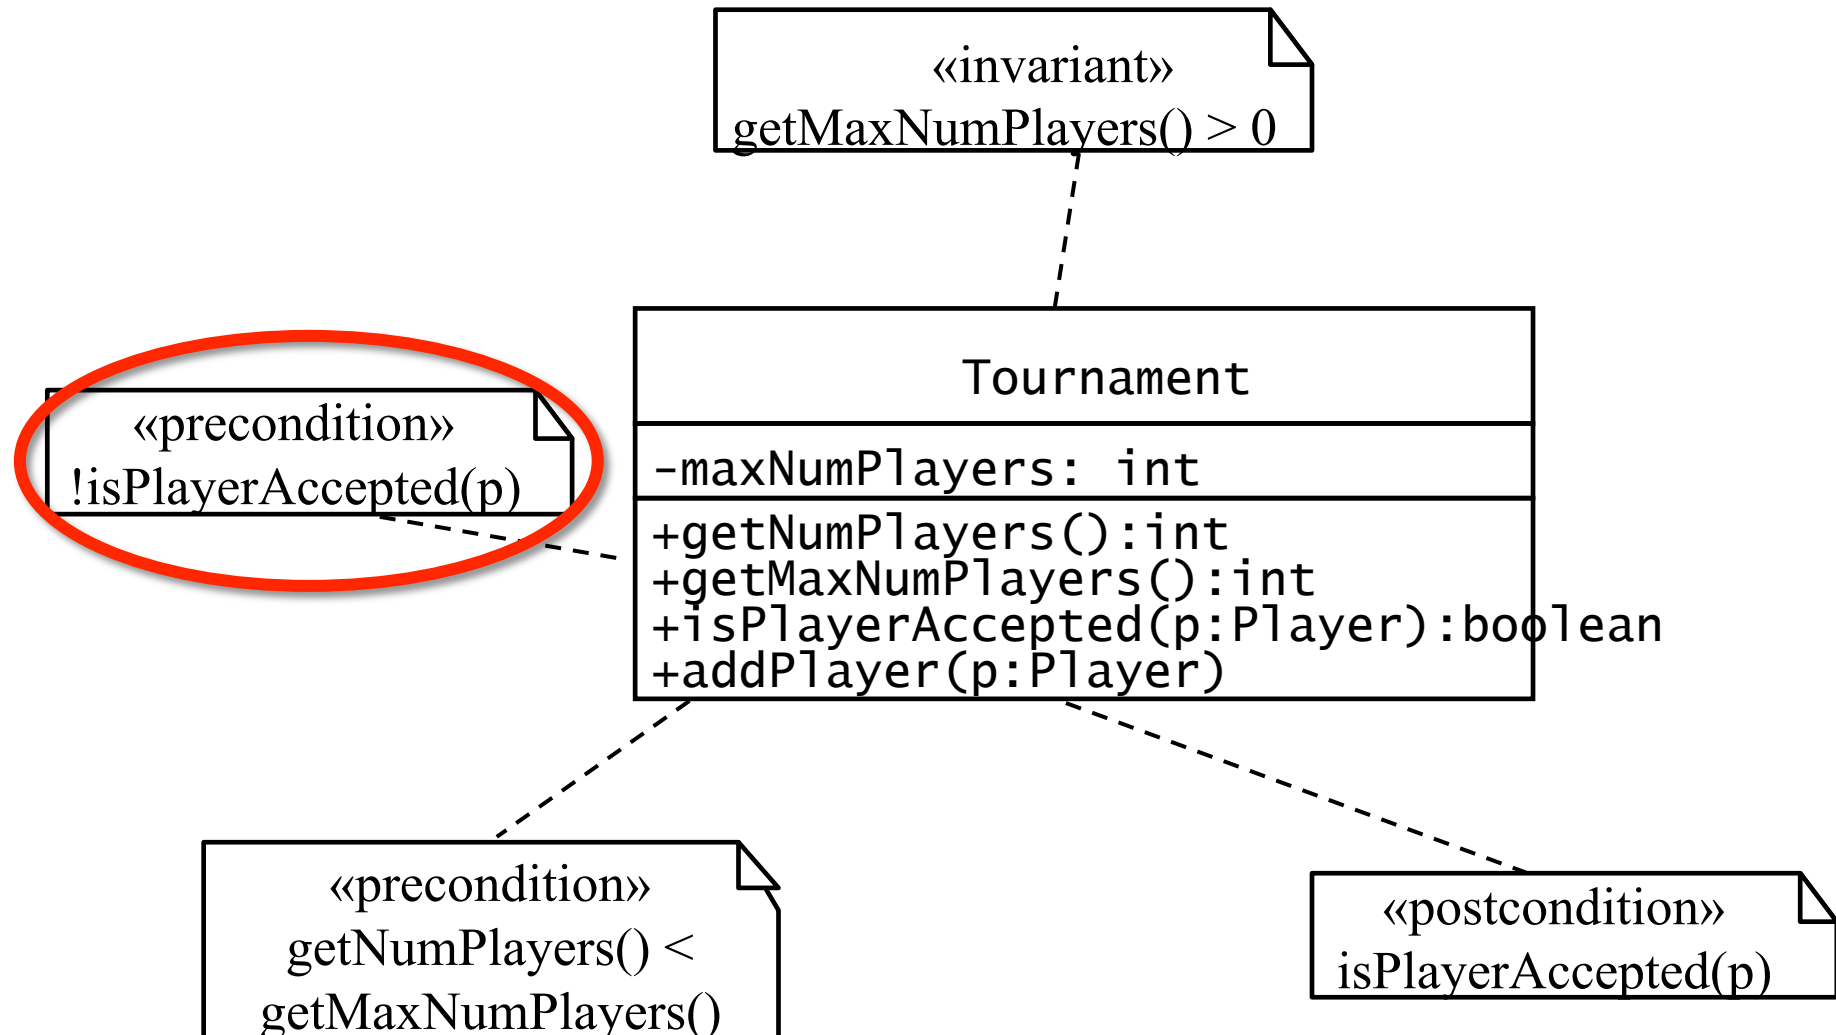 «invariant»
getMaxNumPlayers() > 0
«precondition»
!isPlayerAccepted(p)
Tournament
-maxNumPlayers: int
+getNumPlayers():int
+getMaxNumPlayers():int
+isPlayerAccepted(p:Player):boolean
+addPlayer(p:Player)
«precondition»
getNumPlayers() <
getMaxNumPlayers()
«postcondition»
isPlayerAccepted(p)